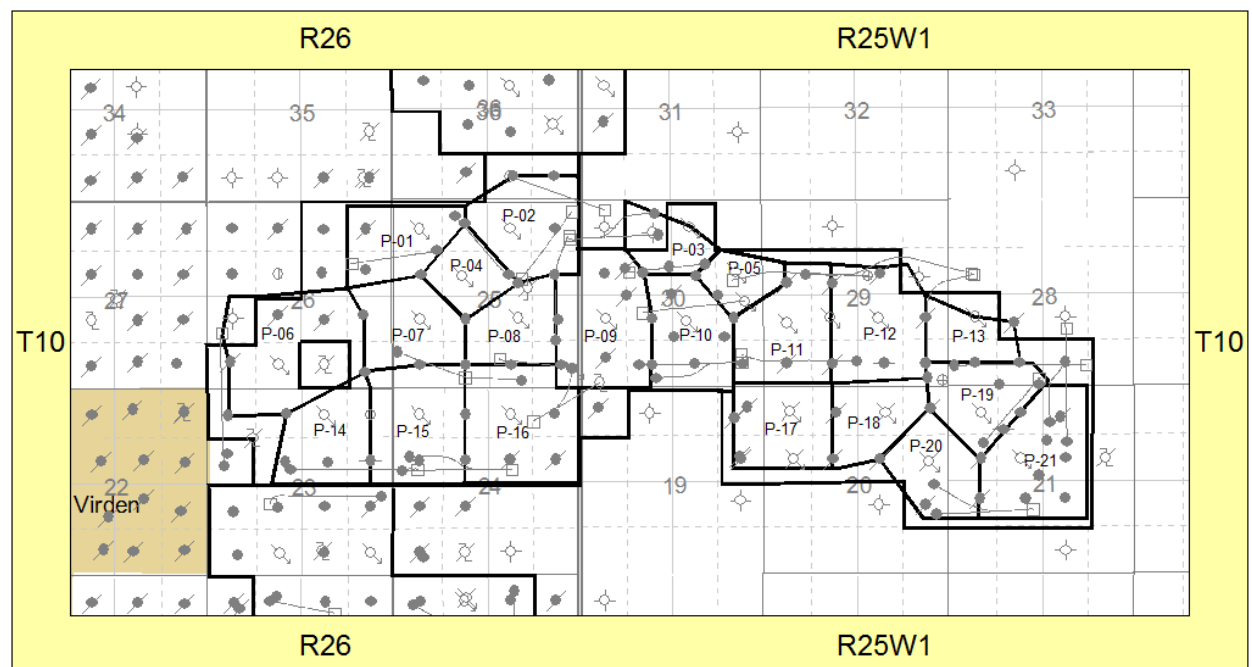 R26 R25W1
34 35 36 31 32 33
P-02
P-01 P-03
P-04 P-05
27 26 25 30 29 28
P-06 P-07 P-08 P-09 P-10 P-12 P-13
T10 T10
P-11
P-19
P-14 P-15 P-16 P-17 P-18
P-20
P-21
22 23 24 19 20 21
Virden
R26 R25W1